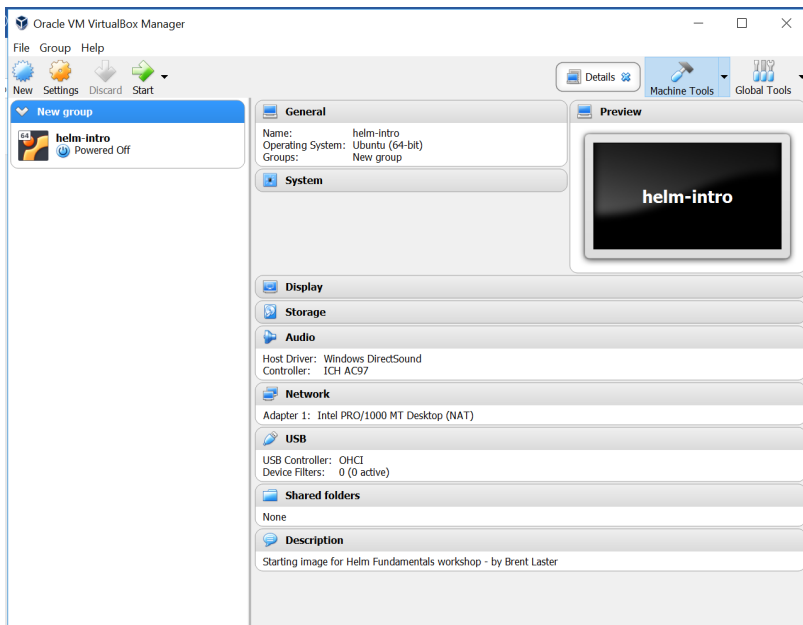 Oracle VM VirtualBox Manager
File Group Help
New Settings Discard Start Details Machine Tools Global Tools
New group
64
helm-intro
Powered Off
General
Name: helm-intro
Operating System: Ubuntu (64-bit)
Groups: New group
System
Preview
helm-intro
Display
Storage
Audio
Host Driver: Windows DirectSound
Controller: ICH AC97
Network
Adapter 1: Intel PRO/1000 MT Desktop (NAT)
USB
USB Controller: OHCI
Device Filters: 0 (0 active)
Shared folders
None
Description
Starting image for Helm Fundamentals workshop - by Brent Laster